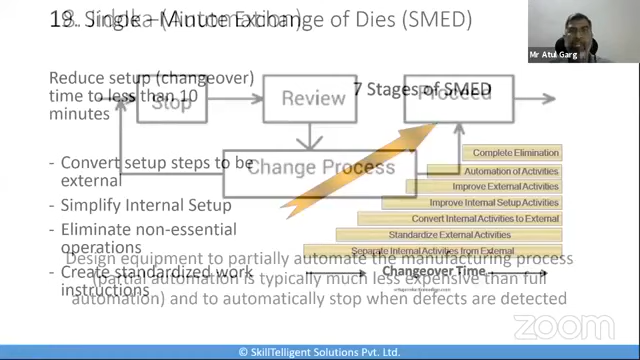 19. Single –Minute Exchange of Dies (SMED)
Jidoka (Automation)
Mr Atul Garg
Reduce setup (changeover)
time to less than 10
minutes
- Convert setup steps to be
external
- Simplify Internal Setup
- Eliminate non-essential
operations
- Create standardized work
instructions
Stop
Review
Proceed
Change Process
7 Stages of SMED
Complete Elimination
Automation of Activities
Improve External Activities
Improve Internal Setup Activities
Convert Internal Activities to External
Standardize External Activities
Separate Internal Activities from External
Changeover Time
Design equipment to partially automate the manufacturing process
(partial automation is typically much less expensive than full
automation) and to automatically stop when defects are detected
zoom
© SkillTelligent Solutions Pvt. Ltd.